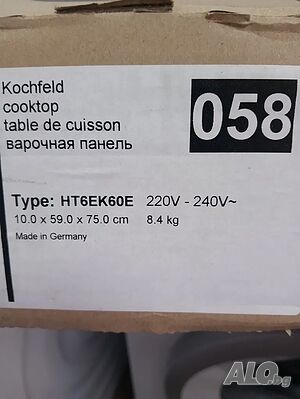 Kochfeld
cooktop
table de cuisson
варочная панель
058
Type: HT6EK60E 220V - 240V~
10.0 x 59.0 x 75.0 cm 8.4 kg
Made in Germany
ALO.bg